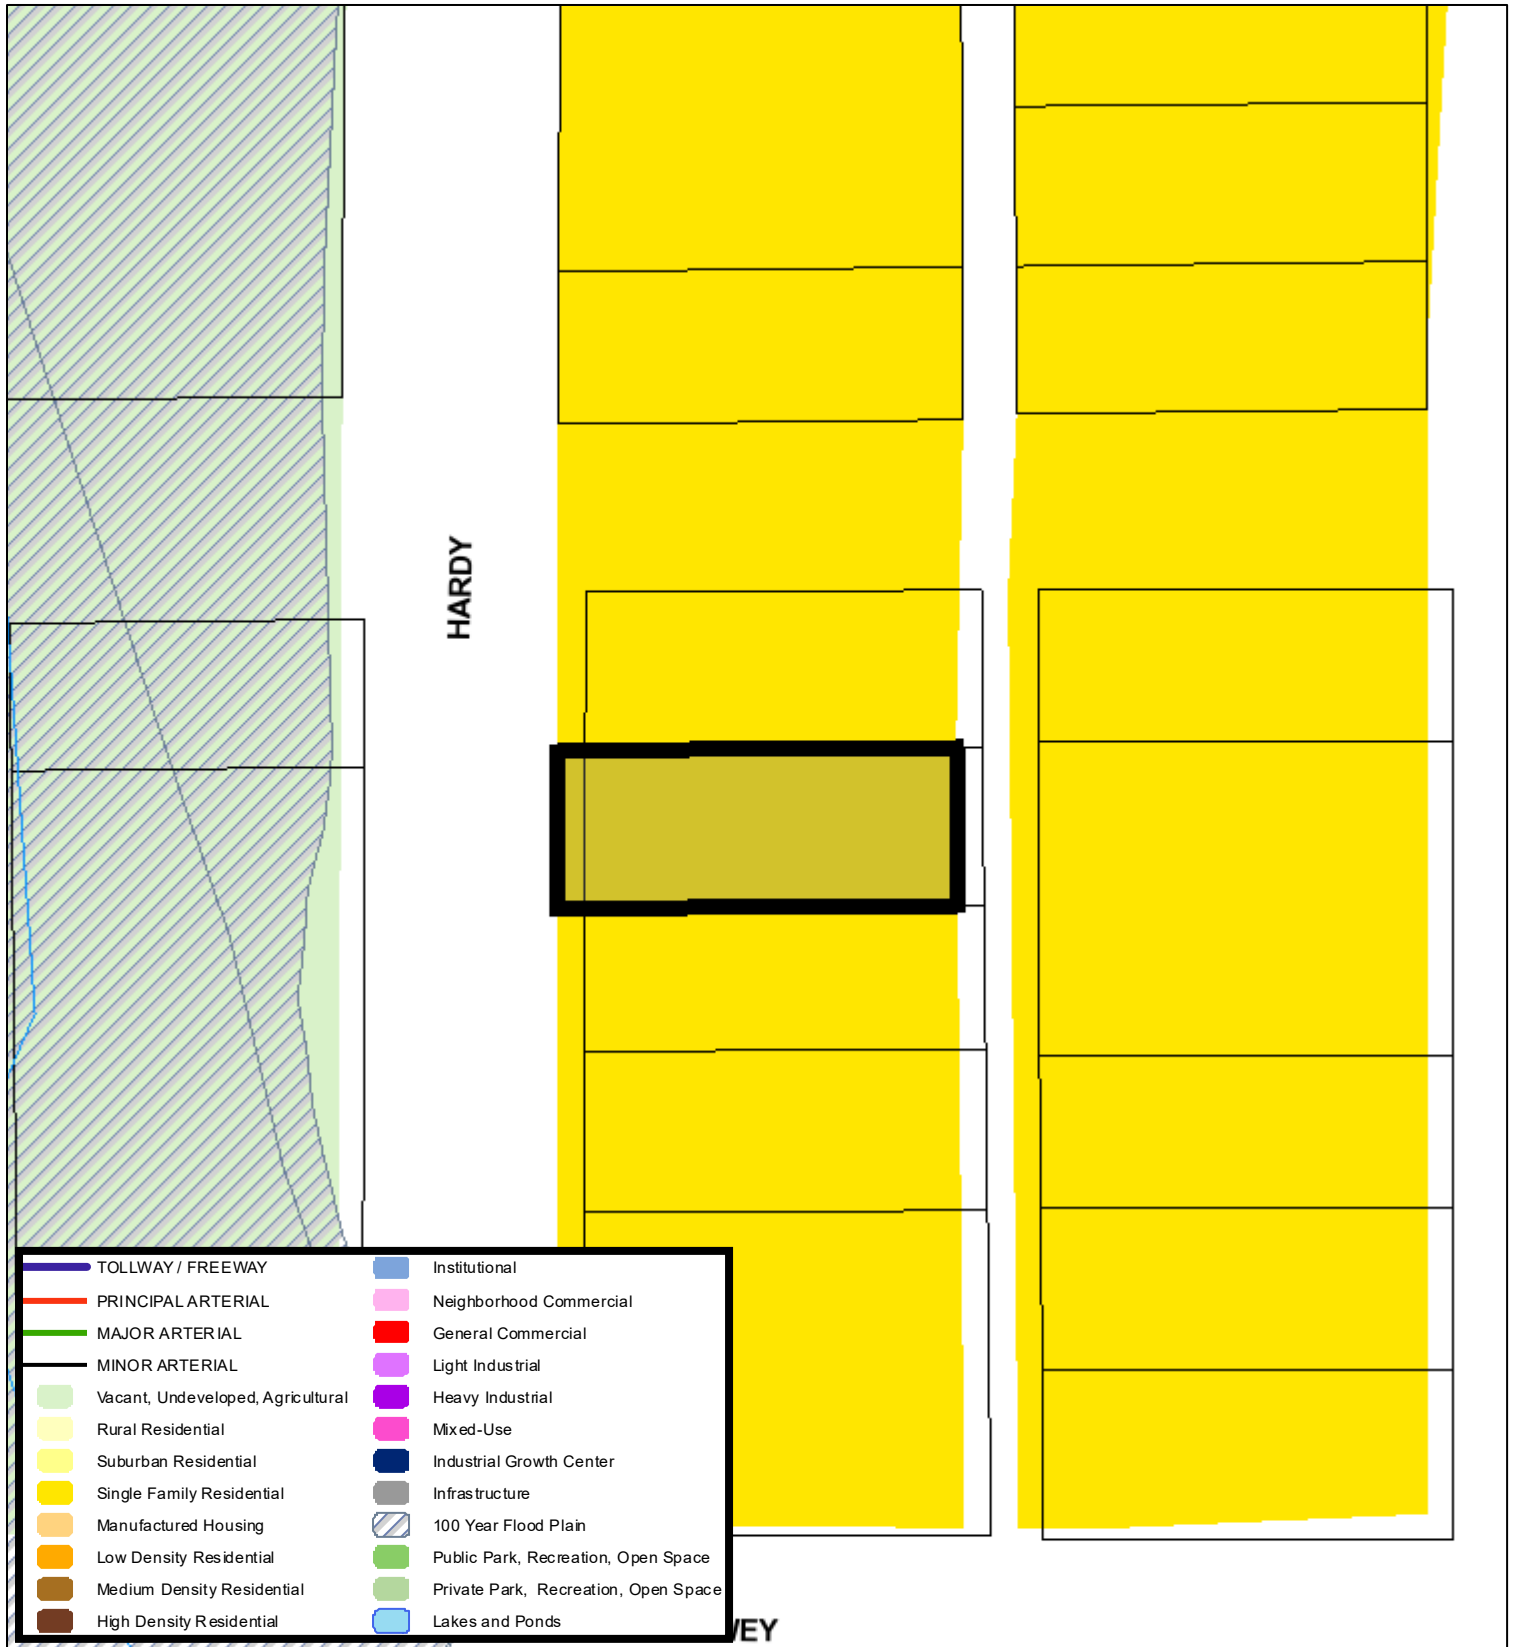 HARDY
TOLLWAY / FREEWAY
PRINCIPAL ARTERIAL
MAJOR ARTERIAL
MINOR ARTERIAL
Vacant, Undeveloped, Agricultural
Rural Residential
Suburban Residential
Single Family Residential
Manufactured Housing
Low Density Residential
Medium Density Residential
High Density Residential
Institutional
Neighborhood Commercial
General Commercial
Light Industrial
Heavy Industrial
Mixed-Use
Industrial Growth Center
Infrastructure
100 Year Flood Plain
Public Park, Recreation, Open Space
Private Park, Recreation, Open Space
Lakes and Ponds